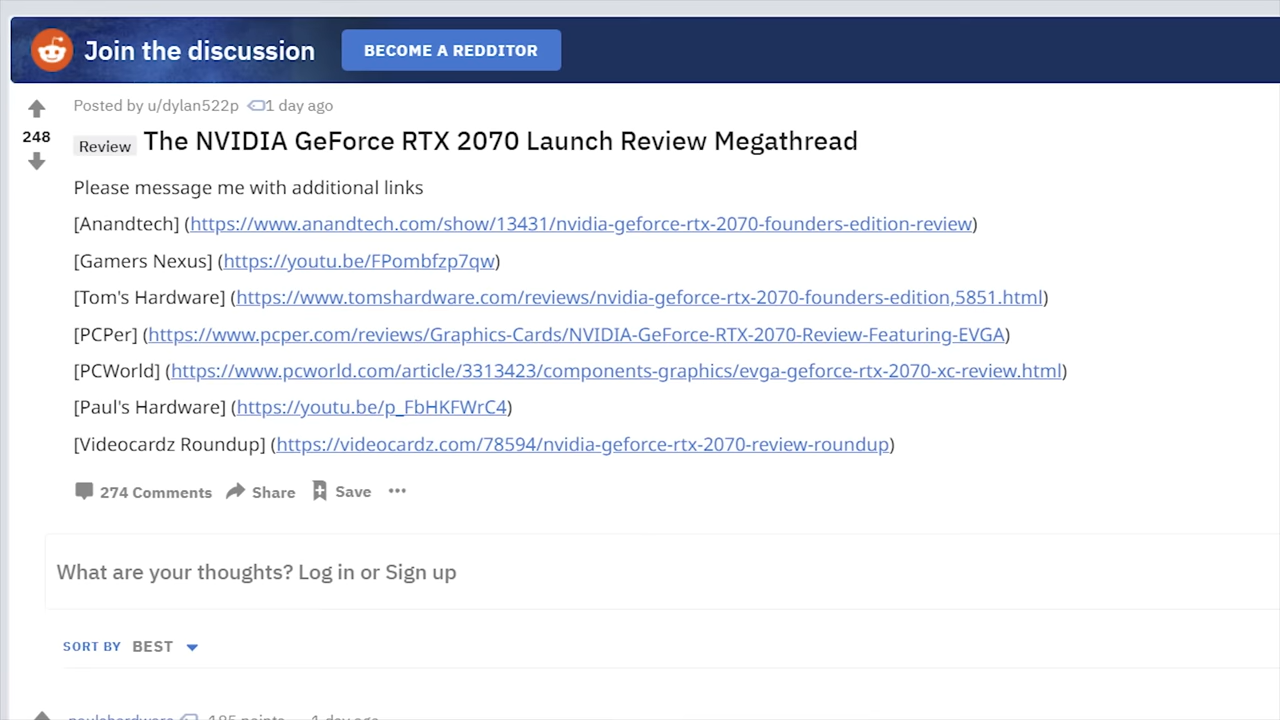 Join the discussion BECOME A REDDITOR
Posted by u/dylan522p 1 day ago
248
Review The NVIDIA GeForce RTX 2070 Launch Review Megathread
Please message me with additional links
[Anandtech] (https://www.anandtech.com/show/13431/nvidia-geforce-rtx-2070-founders-edition-review)
[Gamers Nexus] (https://youtu.be/FPombfzp7qw)
[Tom's Hardware] (https://www.tomshardware.com/reviews/nvidia-geforce-rtx-2070-founders-edition,5851.html)
[PCPer] (https://www.pcper.com/reviews/Graphics-Cards/NVIDIA-GeForce-RTX-2070-Review-Featuring-EVGA)
[PCWorld] (https://www.pcworld.com/article/3313423/components-graphics/evga-geforce-rtx-2070-xc-review.html)
[Paul's Hardware] (https://youtu.be/p_FbHKFWrC4)
[Videocardz Roundup] (https://videocardz.com/78594/nvidia-geforce-rtx-2070-review-roundup)
274 Comments Share Save ···
What are your thoughts? Log in or Sign up
SORT BY BEST
paulshardware 185 points 1 day ago